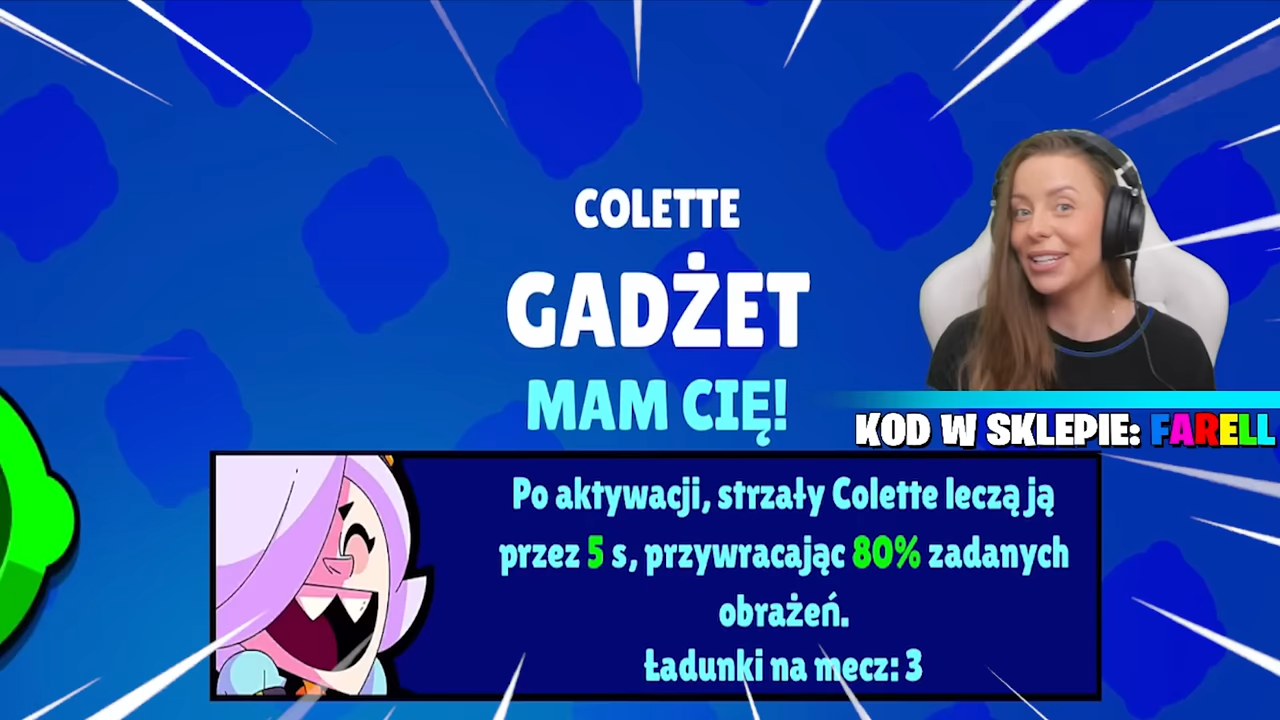 COLETTE
GADŻET
MAM CIĘ!
KOD W SKLEPIE: FARELL
Po aktywacji, strzały Colette leczą ją
przez 5 s, przywracając 80% zadanych
obrażeń.
Ładunki na mecz: 3